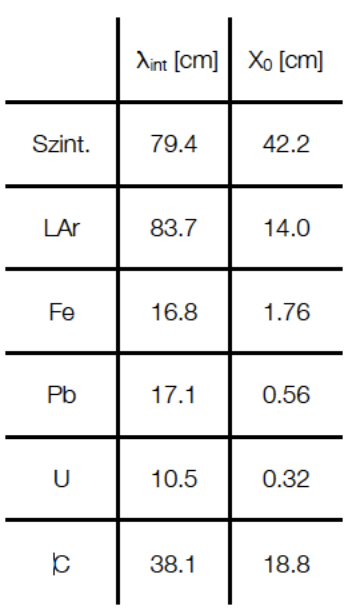 λint [cm] X0 [cm]
Szint. 79.4 42.2
LAr 83.7 14.0
Fe 16.8 1.76
Pb 17.1 0.56
U 10.5 0.32
C 38.1 18.8